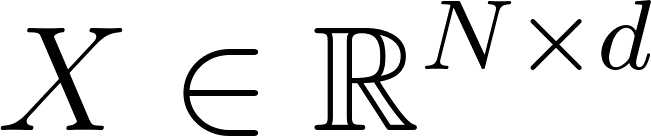 X ∈ ℝ^{N×d}